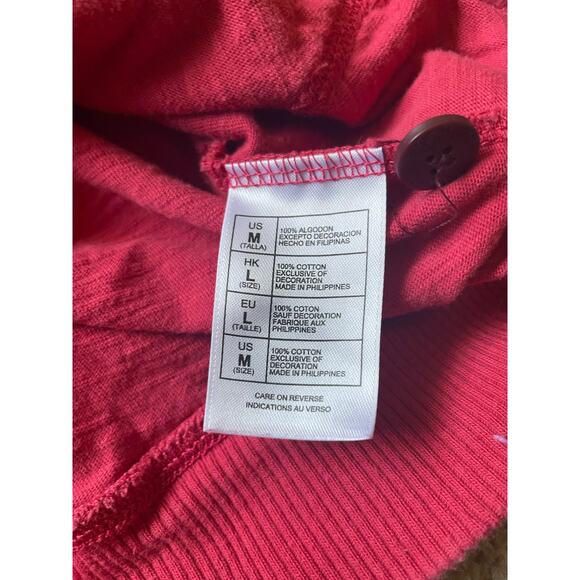 US
M
(TALLA)
100% ALGODON
EXCEPTO DECORACION
HECHO EN FILIPINAS
HK
L
(SIZE)
100% COTTON
EXCLUSIVE OF
DECORATION
MADE IN PHILIPPINES
EU
L
(TAILLE)
100% COTON
SAUF DECORATION
FABRIQUE AUX
PHILIPPINES
US
M
(SIZE)
100% COTTON
EXCLUSIVE OF
DECORATION
MADE IN PHILIPPINES
CARE ON REVERSE
INDICATIONS AU VERSO